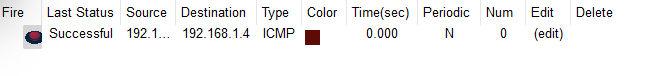 Fire Last Status Source Destination Type Color Time(sec) Periodic Num Edit Delete
Successful 192.1... 192.168.1.4 ICMP 0.000 N 0 (edit)